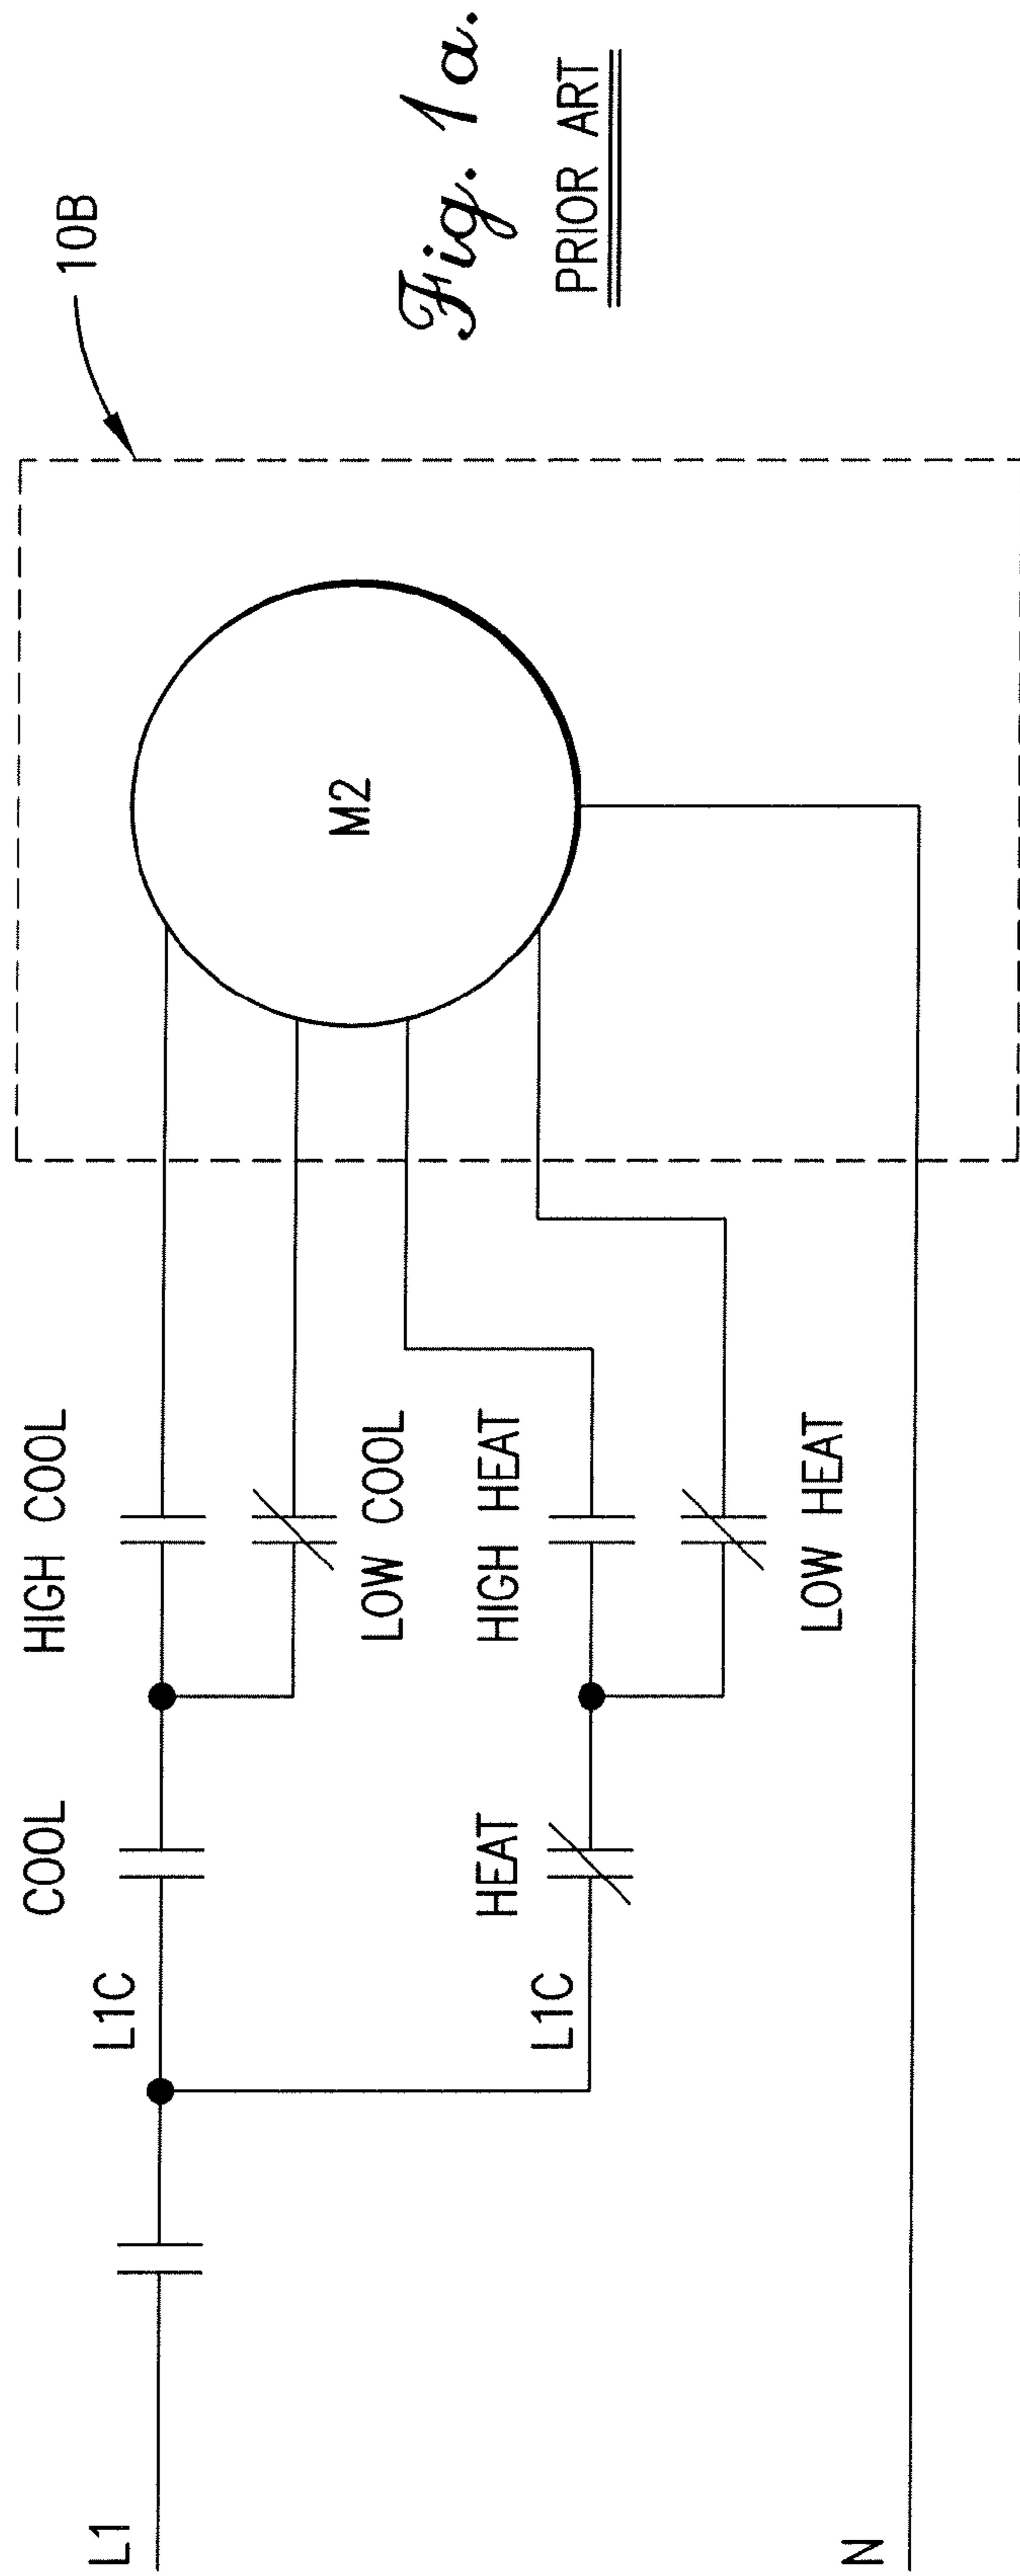 10B
M2
HIGH COOL
LOW COOL
HIGH HEAT
LOW HEAT
COOL
HEAT
L1C
L1C
L1
N
Fig. 1a.
PRIOR ART